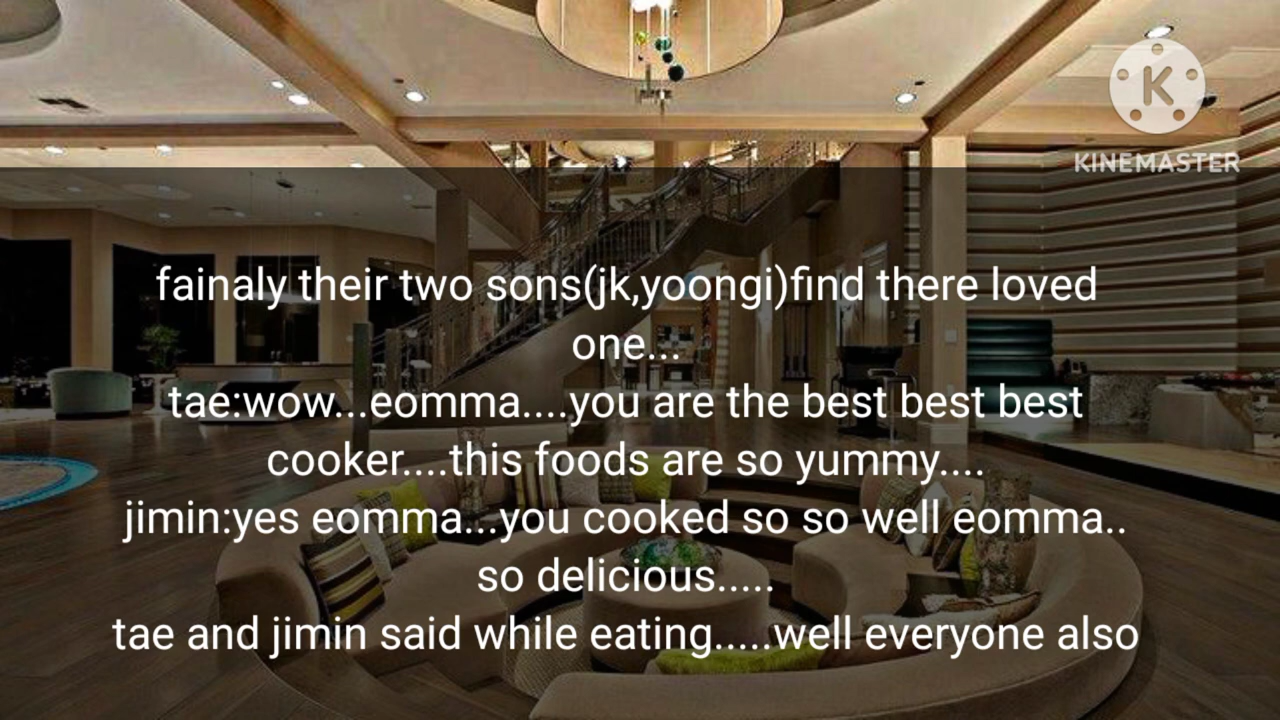 K
KINEMASTER
fainaly their two sons(jk,yoongi)find there loved
one...
tae:wow...eomma....you are the best best best
cooker....this foods are so yummy....
jimin:yes eomma...you cooked so so well eomma..
so delicious.....
tae and jimin said while eating.....well everyone also